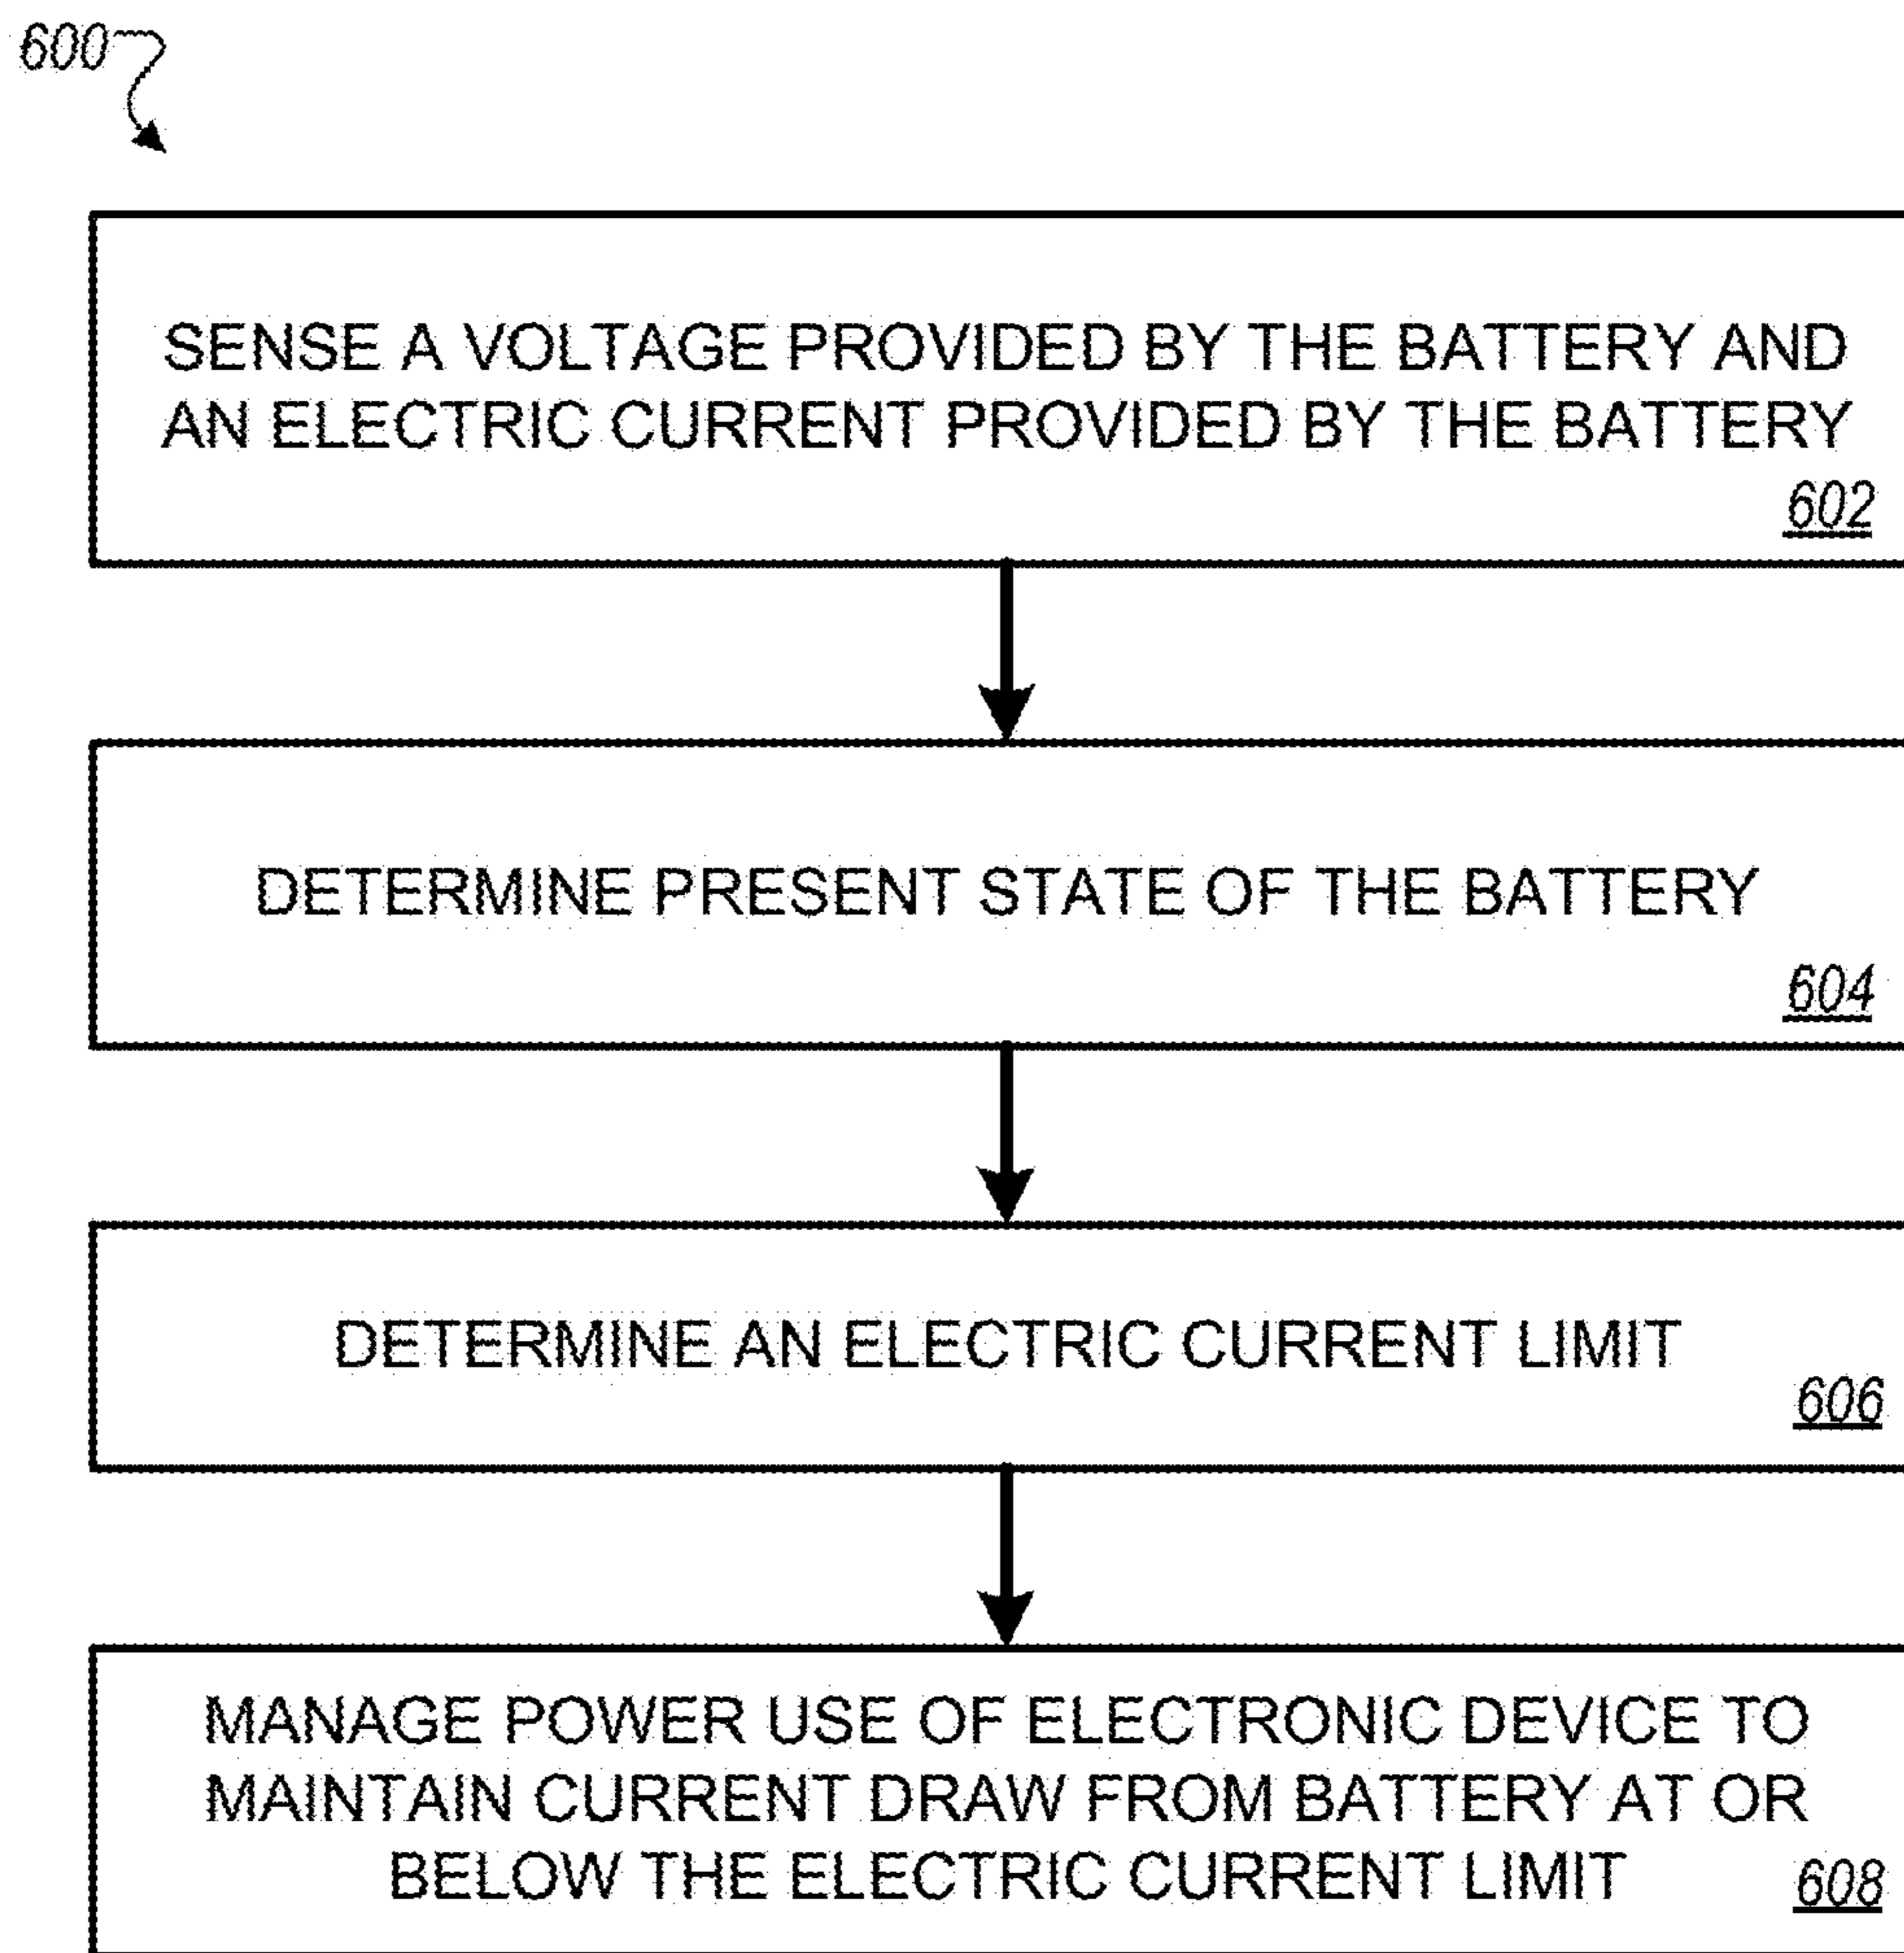 600
SENSE A VOLTAGE PROVIDED BY THE BATTERY AND
AN ELECTRIC CURRENT PROVIDED BY THE BATTERY
602
DETERMINE PRESENT STATE OF THE BATTERY
604
DETERMINE AN ELECTRIC CURRENT LIMIT
606
MANAGE POWER USE OF ELECTRONIC DEVICE TO
MAINTAIN CURRENT DRAW FROM BATTERY AT OR
BELOW THE ELECTRIC CURRENT LIMIT
608